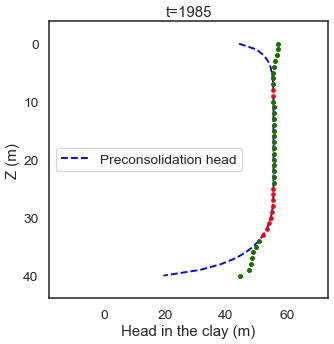 t=1985
0
10
20
30
40
Z (m)
Preconsolidation head
0 20 40 60
Head in the clay (m)